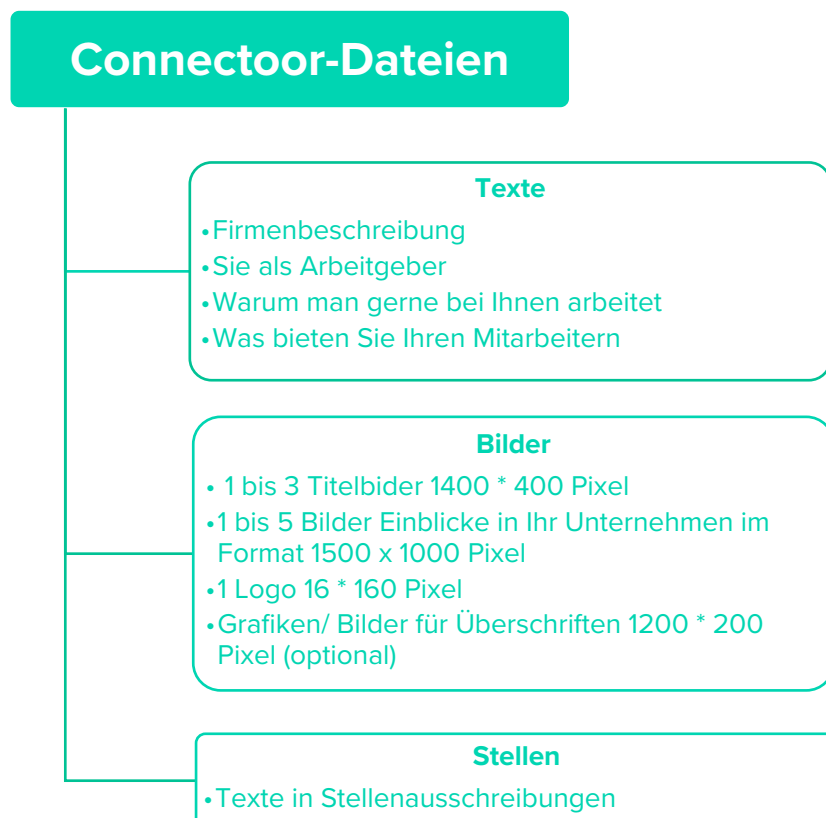 Connectoor-Dateien
Texte
•Firmenbeschreibung
•Sie als Arbeitgeber
•Warum man gerne bei Ihnen arbeitet
•Was bieten Sie Ihren Mitarbeitern
Bilder
• 1 bis 3 Titelbider 1400 * 400 Pixel
•1 bis 5 Bilder Einblicke in Ihr Unternehmen im
Format 1500 x 1000 Pixel
•1 Logo 16 * 160 Pixel
•Grafiken/ Bilder für Überschriften 1200 * 200
Pixel (optional)
Stellen
•Texte in Stellenausschreibungen